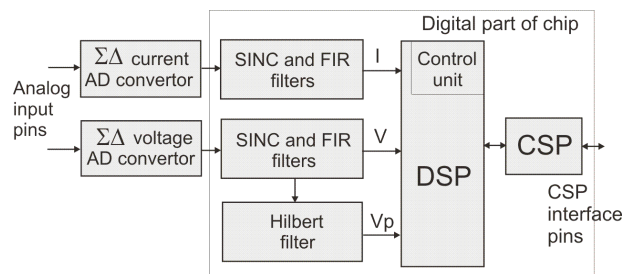 Digital part of chip
ΣΔ current
AD convertor
SINC and FIR
filters
I
Control
unit
Analog
input
pins
ΣΔ voltage
AD convertor
SINC and FIR
filters
V
DSP
CSP
Hilbert
filter
Vp
CSP
interface
pins